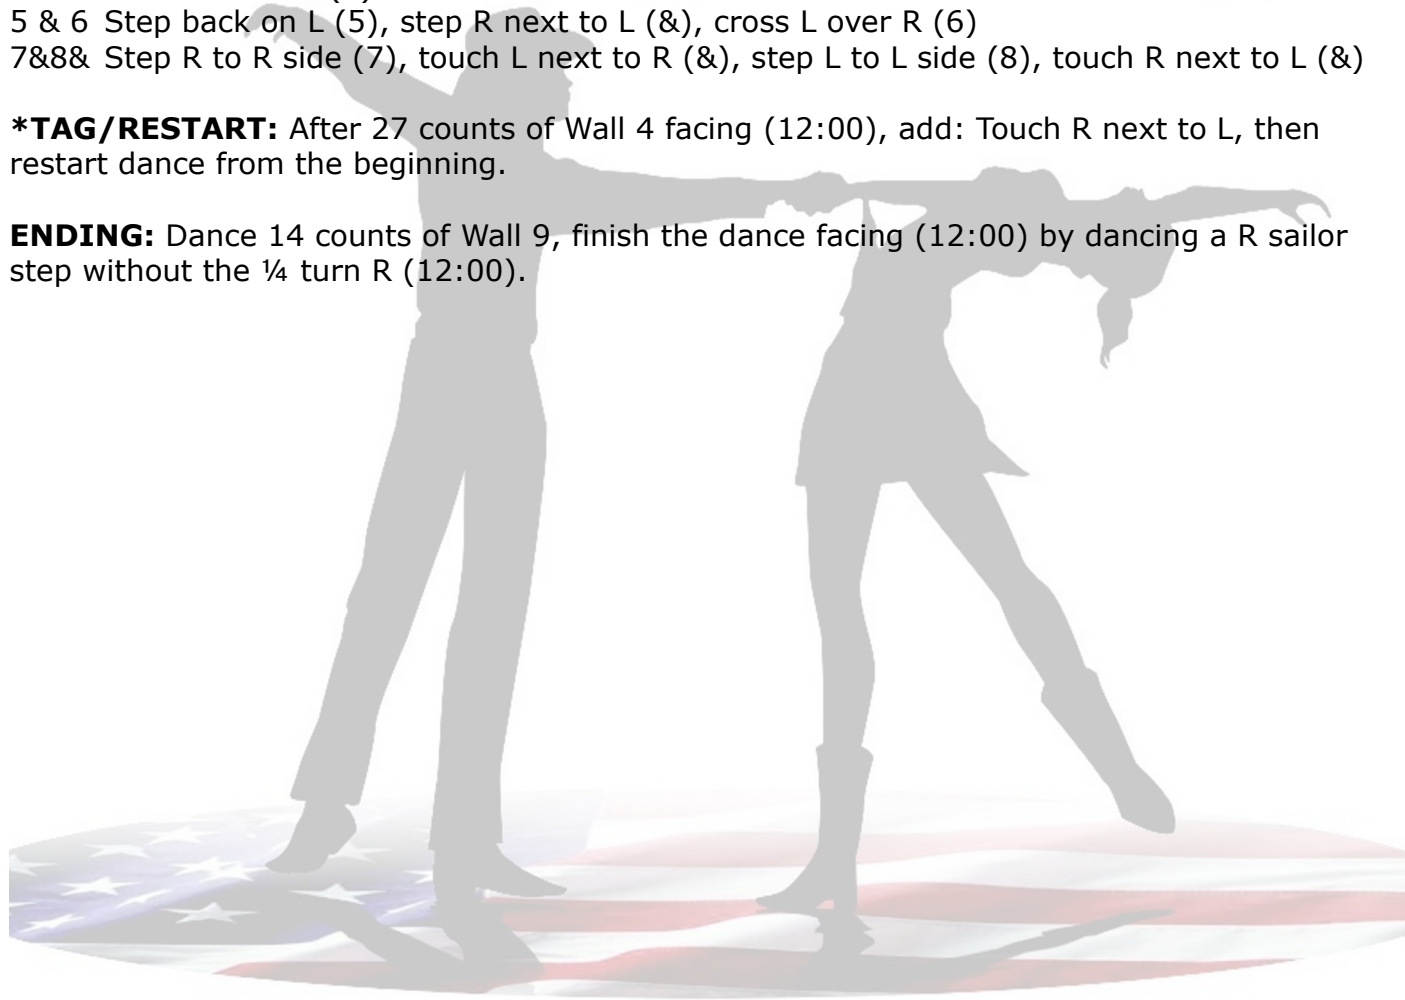 5 & 6 Step back on L (5), step R next to L (&), cross L over R (6)
7&8& Step R to R side (7), touch L next to R (&), step L to L side (8), touch R next to L (&)
*TAG/RESTART: After 27 counts of Wall 4 facing (12:00), add: Touch R next to L, then
restart dance from the beginning.
ENDING: Dance 14 counts of Wall 9, finish the dance facing (12:00) by dancing a R sailor
step without the ¼ turn R (12:00).